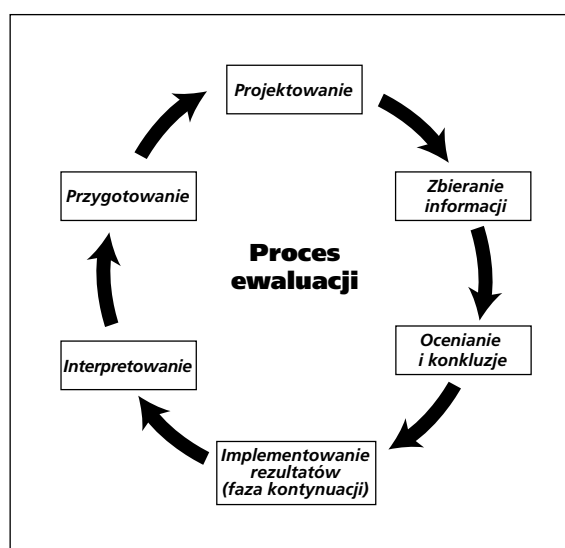 Projektowanie
Zbieranie
informacji
Ocenianie
i konkluzje
Implementowanie
rezultatów
(faza kontynuacji)
Interpretowanie
Przygotowanie
Proces
ewaluacji